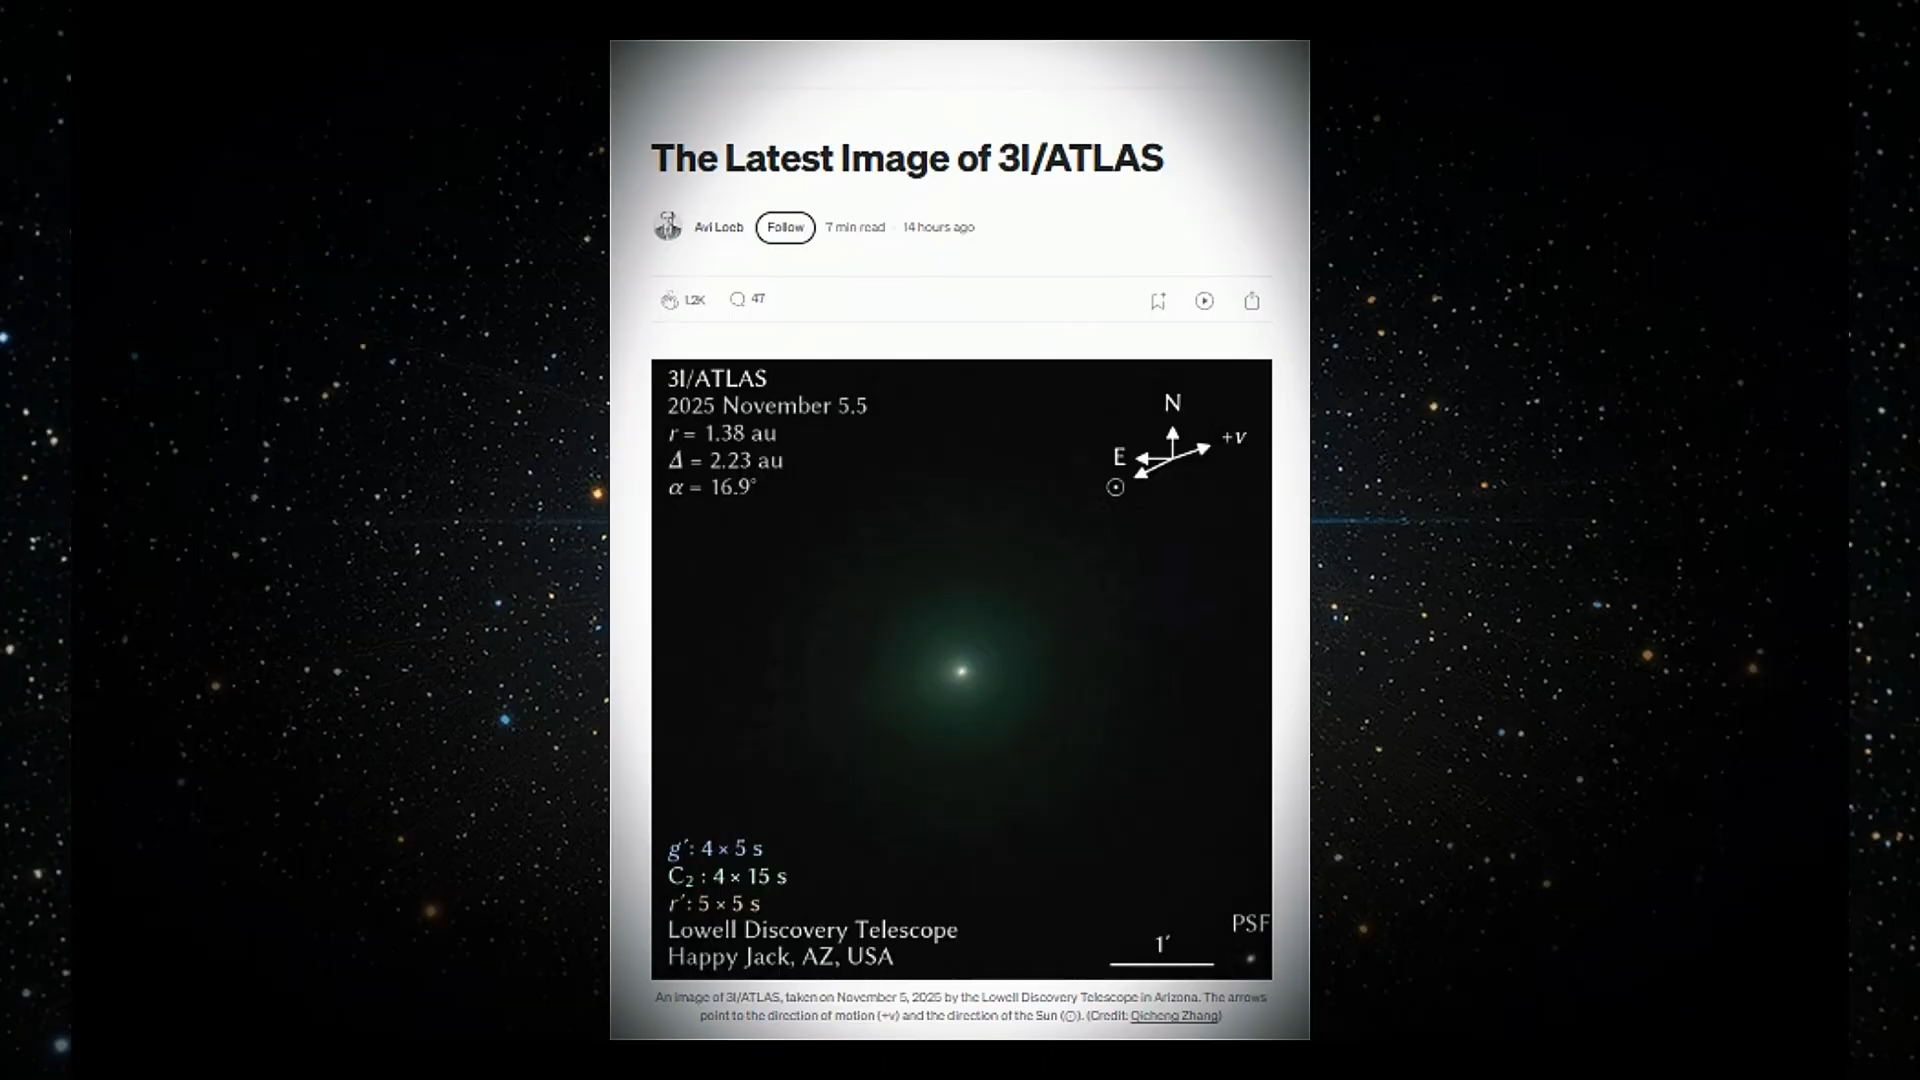 The Latest Image of 3I/ATLAS
Avi Loeb Follow 7 min read · 14 hours ago
1.2K 47
3I/ATLAS
2025 November 5.5
r = 1.38 au
Δ = 2.23 au
α = 16.9°
N
+v
E
g′: 4 × 5 s
C₂ : 4 × 15 s
r′: 5 × 5 s
Lowell Discovery Telescope
Happy Jack, AZ, USA
1′
PSF
An image of 3I/ATLAS, taken on November 5, 2025 by the Lowell Discovery Telescope in Arizona. The arrows
point to the direction of motion (+v) and the direction of the Sun (☉). (Credit: Qicheng Zhang)